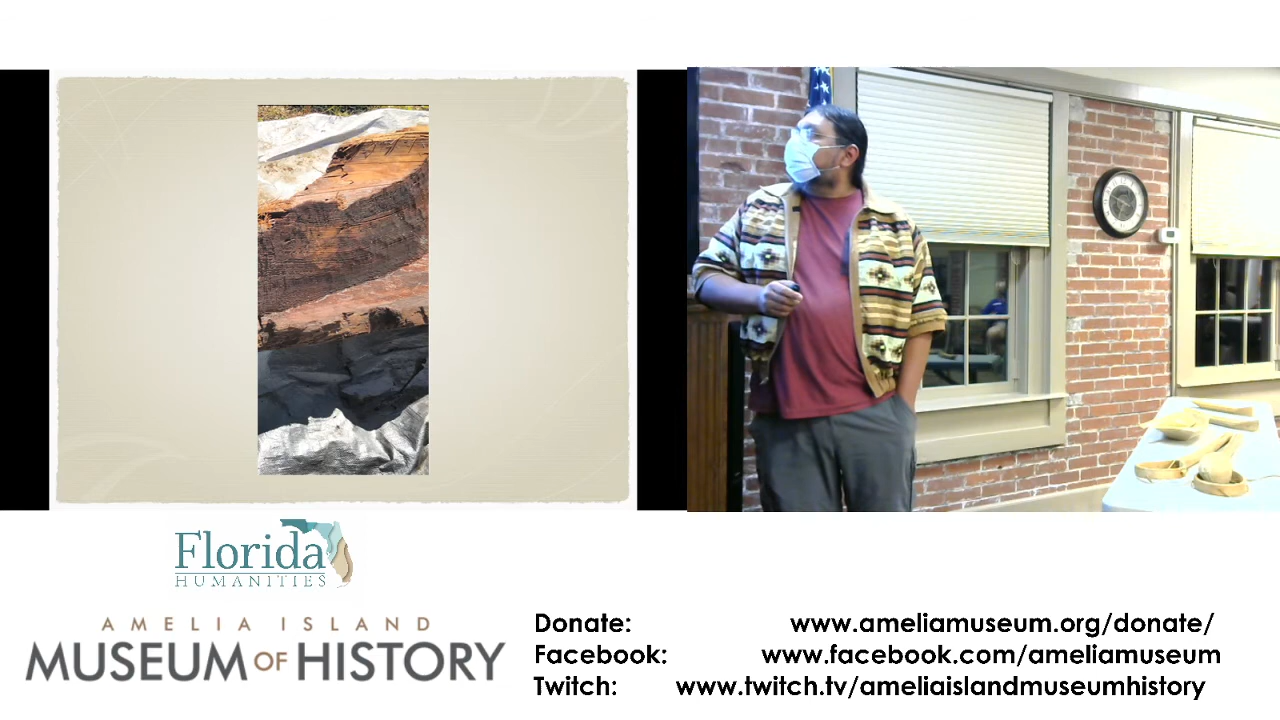 Florida
HUMANITIES
AMELIA ISLAND
MUSEUM OF HISTORY
Donate: www.ameliamuseum.org/donate/
Facebook: www.facebook.com/ameliamuseum
Twitch: www.twitch.tv/ameliaislandmuseumhistory